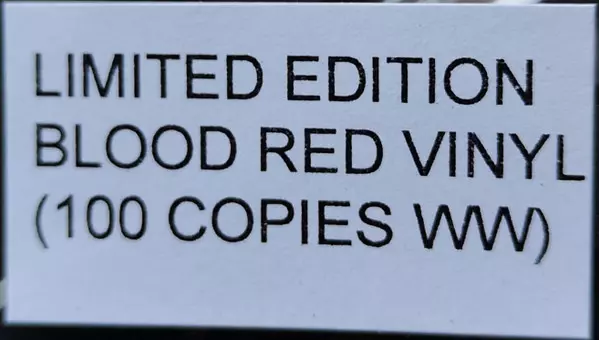 LIMITED EDITION
BLOOD RED VINYL
(100 COPIES WW)